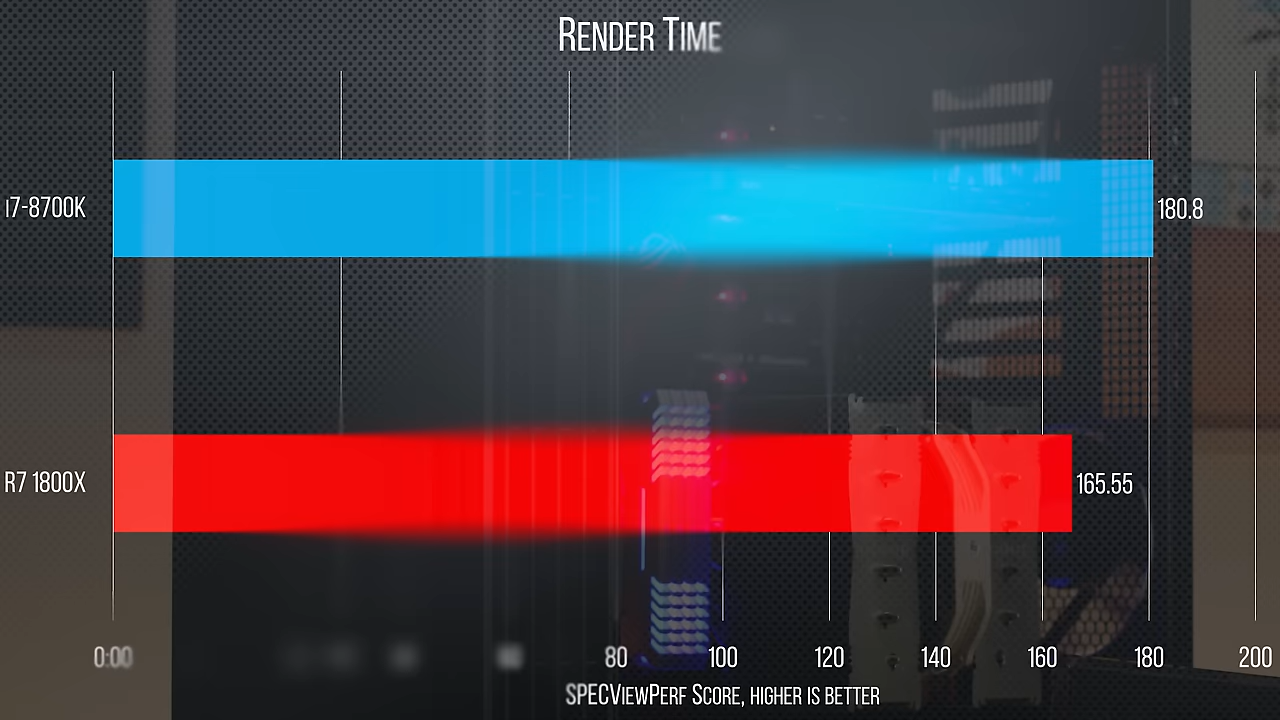 Render Time
i7-8700K
180.8
R7 1800X
165.55
0:00 80 100 120 140 160 180 200
SPECViewPerf Score, higher is better